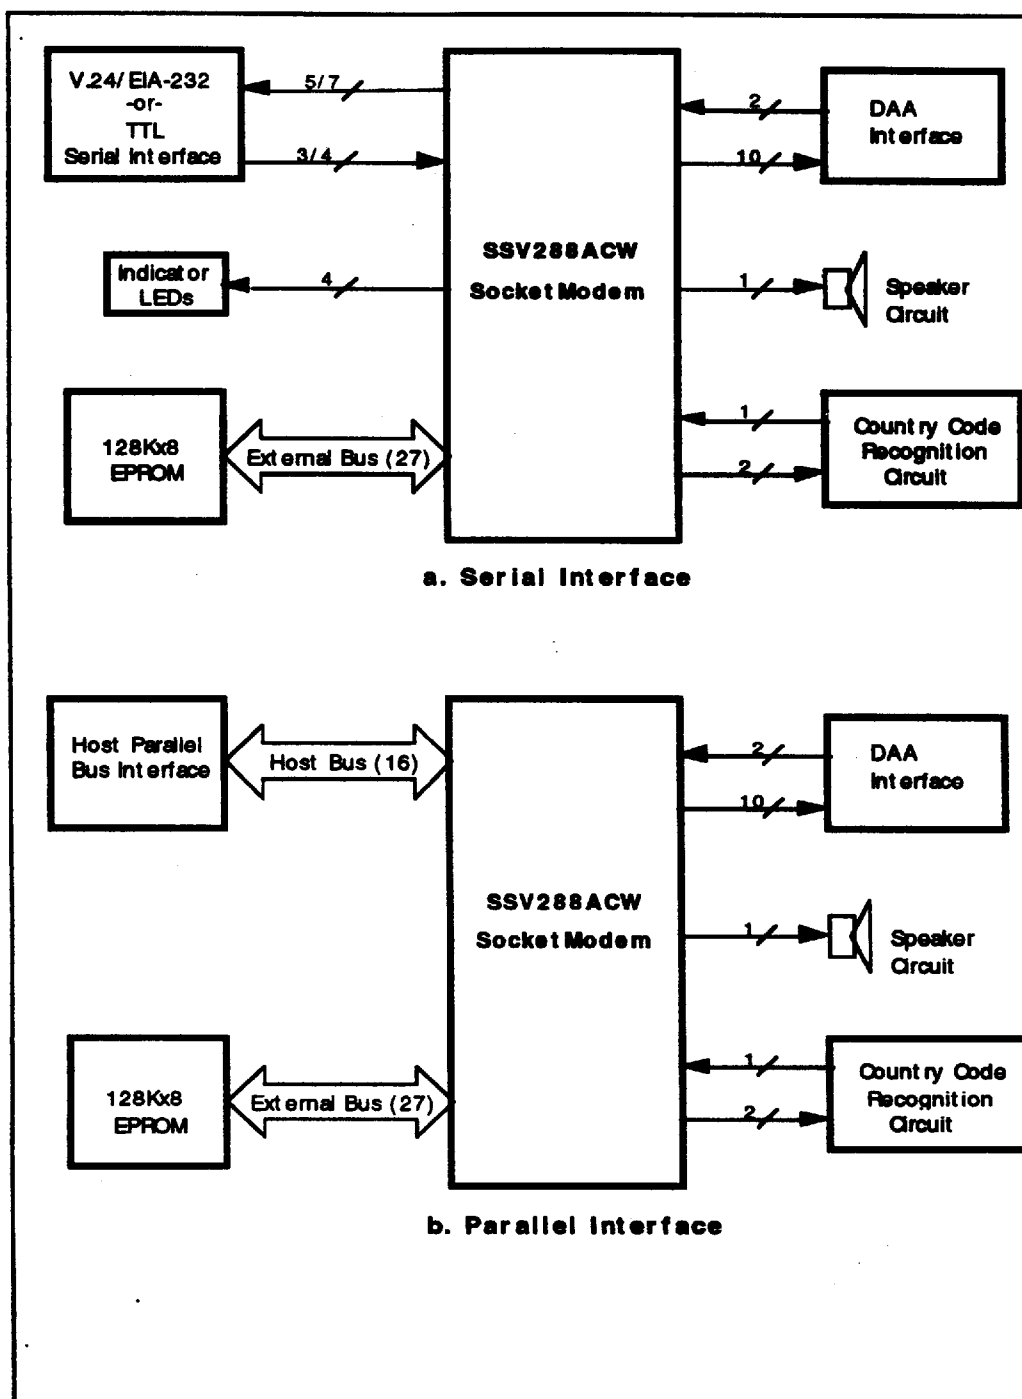 V.24/ EIA-232
-or-
TTL
Serial Interface
5/7
3/4
SSV288ACW
Socket Modem
2
10
DAA
Interface
Indicator
LEDs
4
1
Speaker
Circuit
128Kx8
EPROM
External Bus (27)
1
2
Country Code
Recognition
Circuit
a. Serial Interface
Host Parallel
Bus Interface
Host Bus (16)
SSV288ACW
Socket Modem
2
10
DAA
Interface
1
Speaker
Circuit
128Kx8
EPROM
External Bus (27)
1
2
Country Code
Recognition
Circuit
b. Parallel Interface